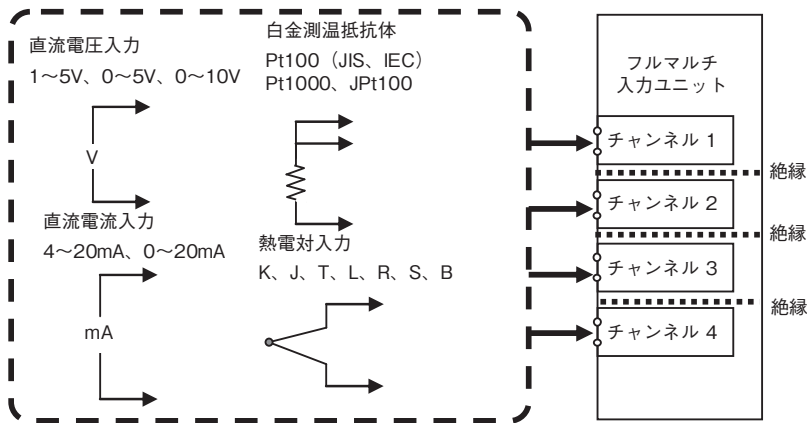 直流電圧入力
1～5V、0～5V、0～10V
V
直流電流入力
4～20mA、0～20mA
mA
白金測温抵抗体
Pt100（JIS、IEC）
Pt1000、JPt100
熱電対入力
K、J、T、L、R、S、B
フルマルチ
入力ユニット
チャンネル 1
絶縁
チャンネル 2
絶縁
チャンネル 3
絶縁
チャンネル 4